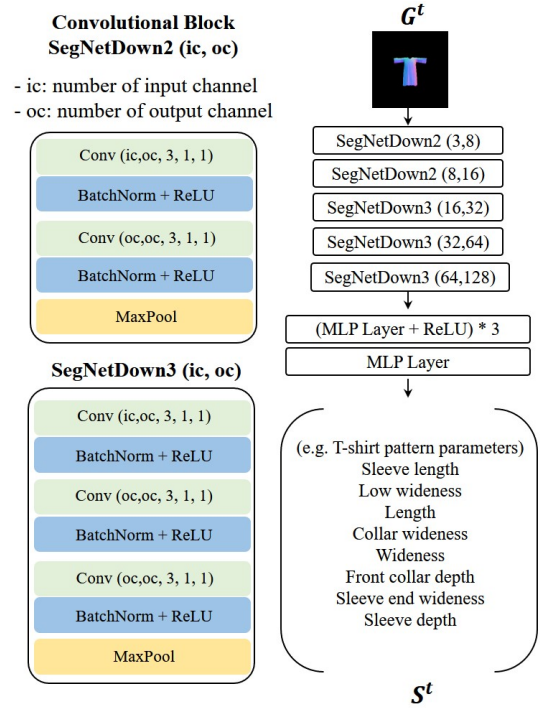 Convolutional Block
SegNetDown2 (ic, oc)
- ic: number of input channel
- oc: number of output channel
Conv (ic,oc, 3, 1, 1)
BatchNorm + ReLU
Conv (oc,oc, 3, 1, 1)
BatchNorm + ReLU
MaxPool
SegNetDown3 (ic, oc)
Conv (ic,oc, 3, 1, 1)
BatchNorm + ReLU
Conv (oc,oc, 3, 1, 1)
BatchNorm + ReLU
Conv (oc,oc, 3, 1, 1)
BatchNorm + ReLU
MaxPool
G^t
SegNetDown2 (3,8)
SegNetDown2 (8,16)
SegNetDown3 (16,32)
SegNetDown3 (32,64)
SegNetDown3 (64,128)
(MLP Layer + ReLU) * 3
MLP Layer
(e.g. T-shirt pattern parameters)
Sleeve length
Low wideness
Length
Collar wideness
Wideness
Front collar depth
Sleeve end wideness
Sleeve depth
S^t